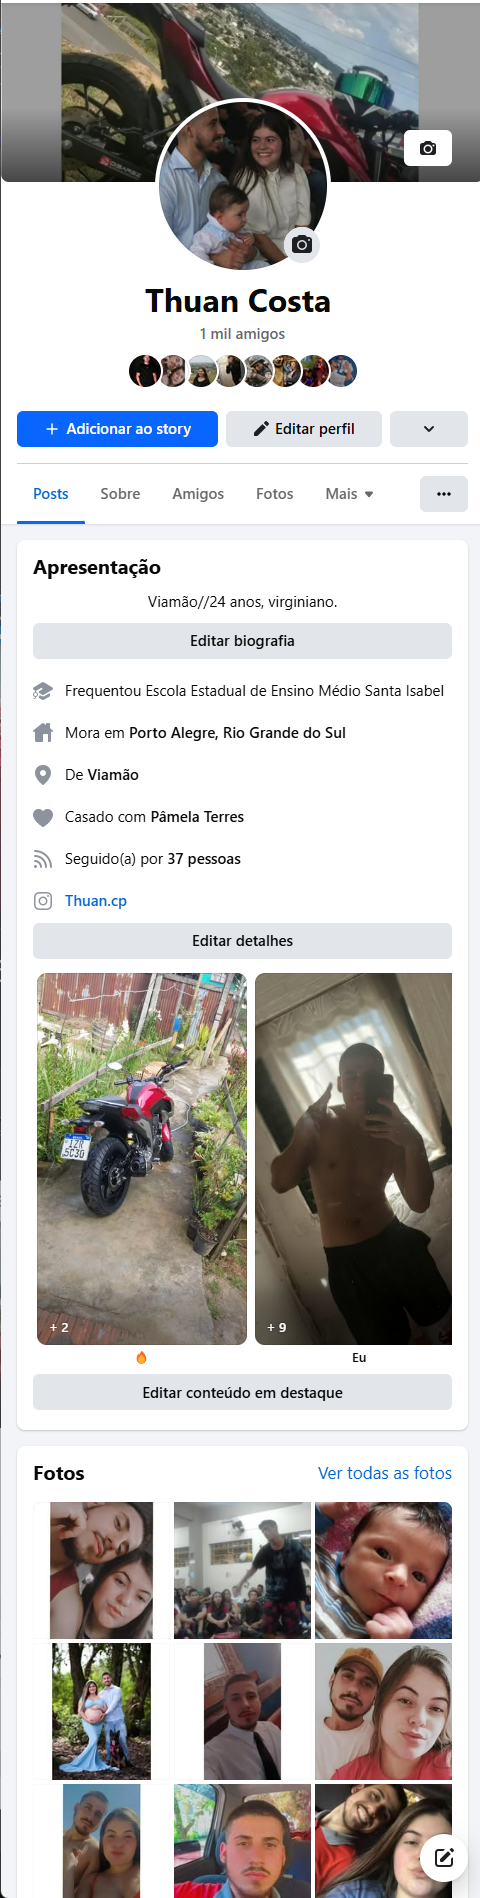 Thuan Costa
1 mil amigos
Adicionar ao story
Editar perfil
Posts
Sobre
Amigos
Fotos
Mais
Apresentação
Viamão//24 anos, virginiano.
Editar biografia
Frequentou Escola Estadual de Ensino Médio Santa Isabel
Mora em Porto Alegre, Rio Grande do Sul
De Viamão
Casado com Pâmela Terres
Seguido(a) por 37 pessoas
Thuan.cp
Editar detalhes
IZR
5C30
+ 2
+ 9
Eu
Editar conteúdo em destaque
Fotos
Ver todas as fotos